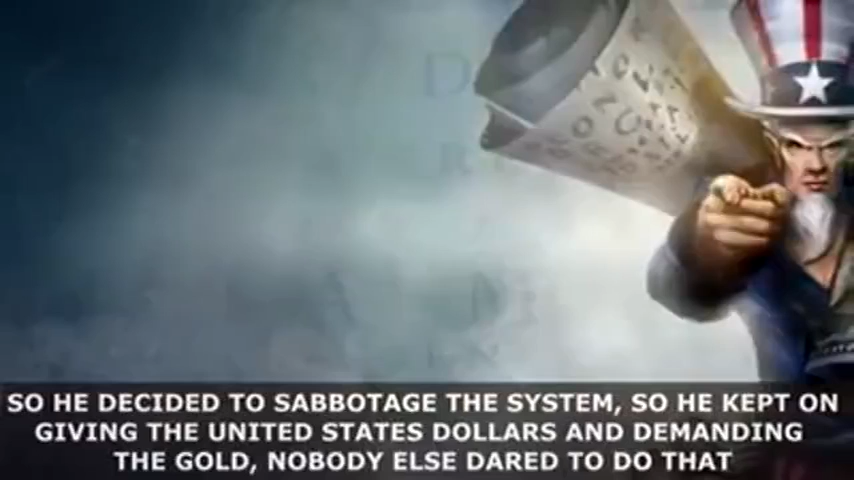 SO HE DECIDED TO SABBOTAGE THE SYSTEM, SO HE KEPT ON
GIVING THE UNITED STATES DOLLARS AND DEMANDING
THE GOLD, NOBODY ELSE DARED TO DO THAT